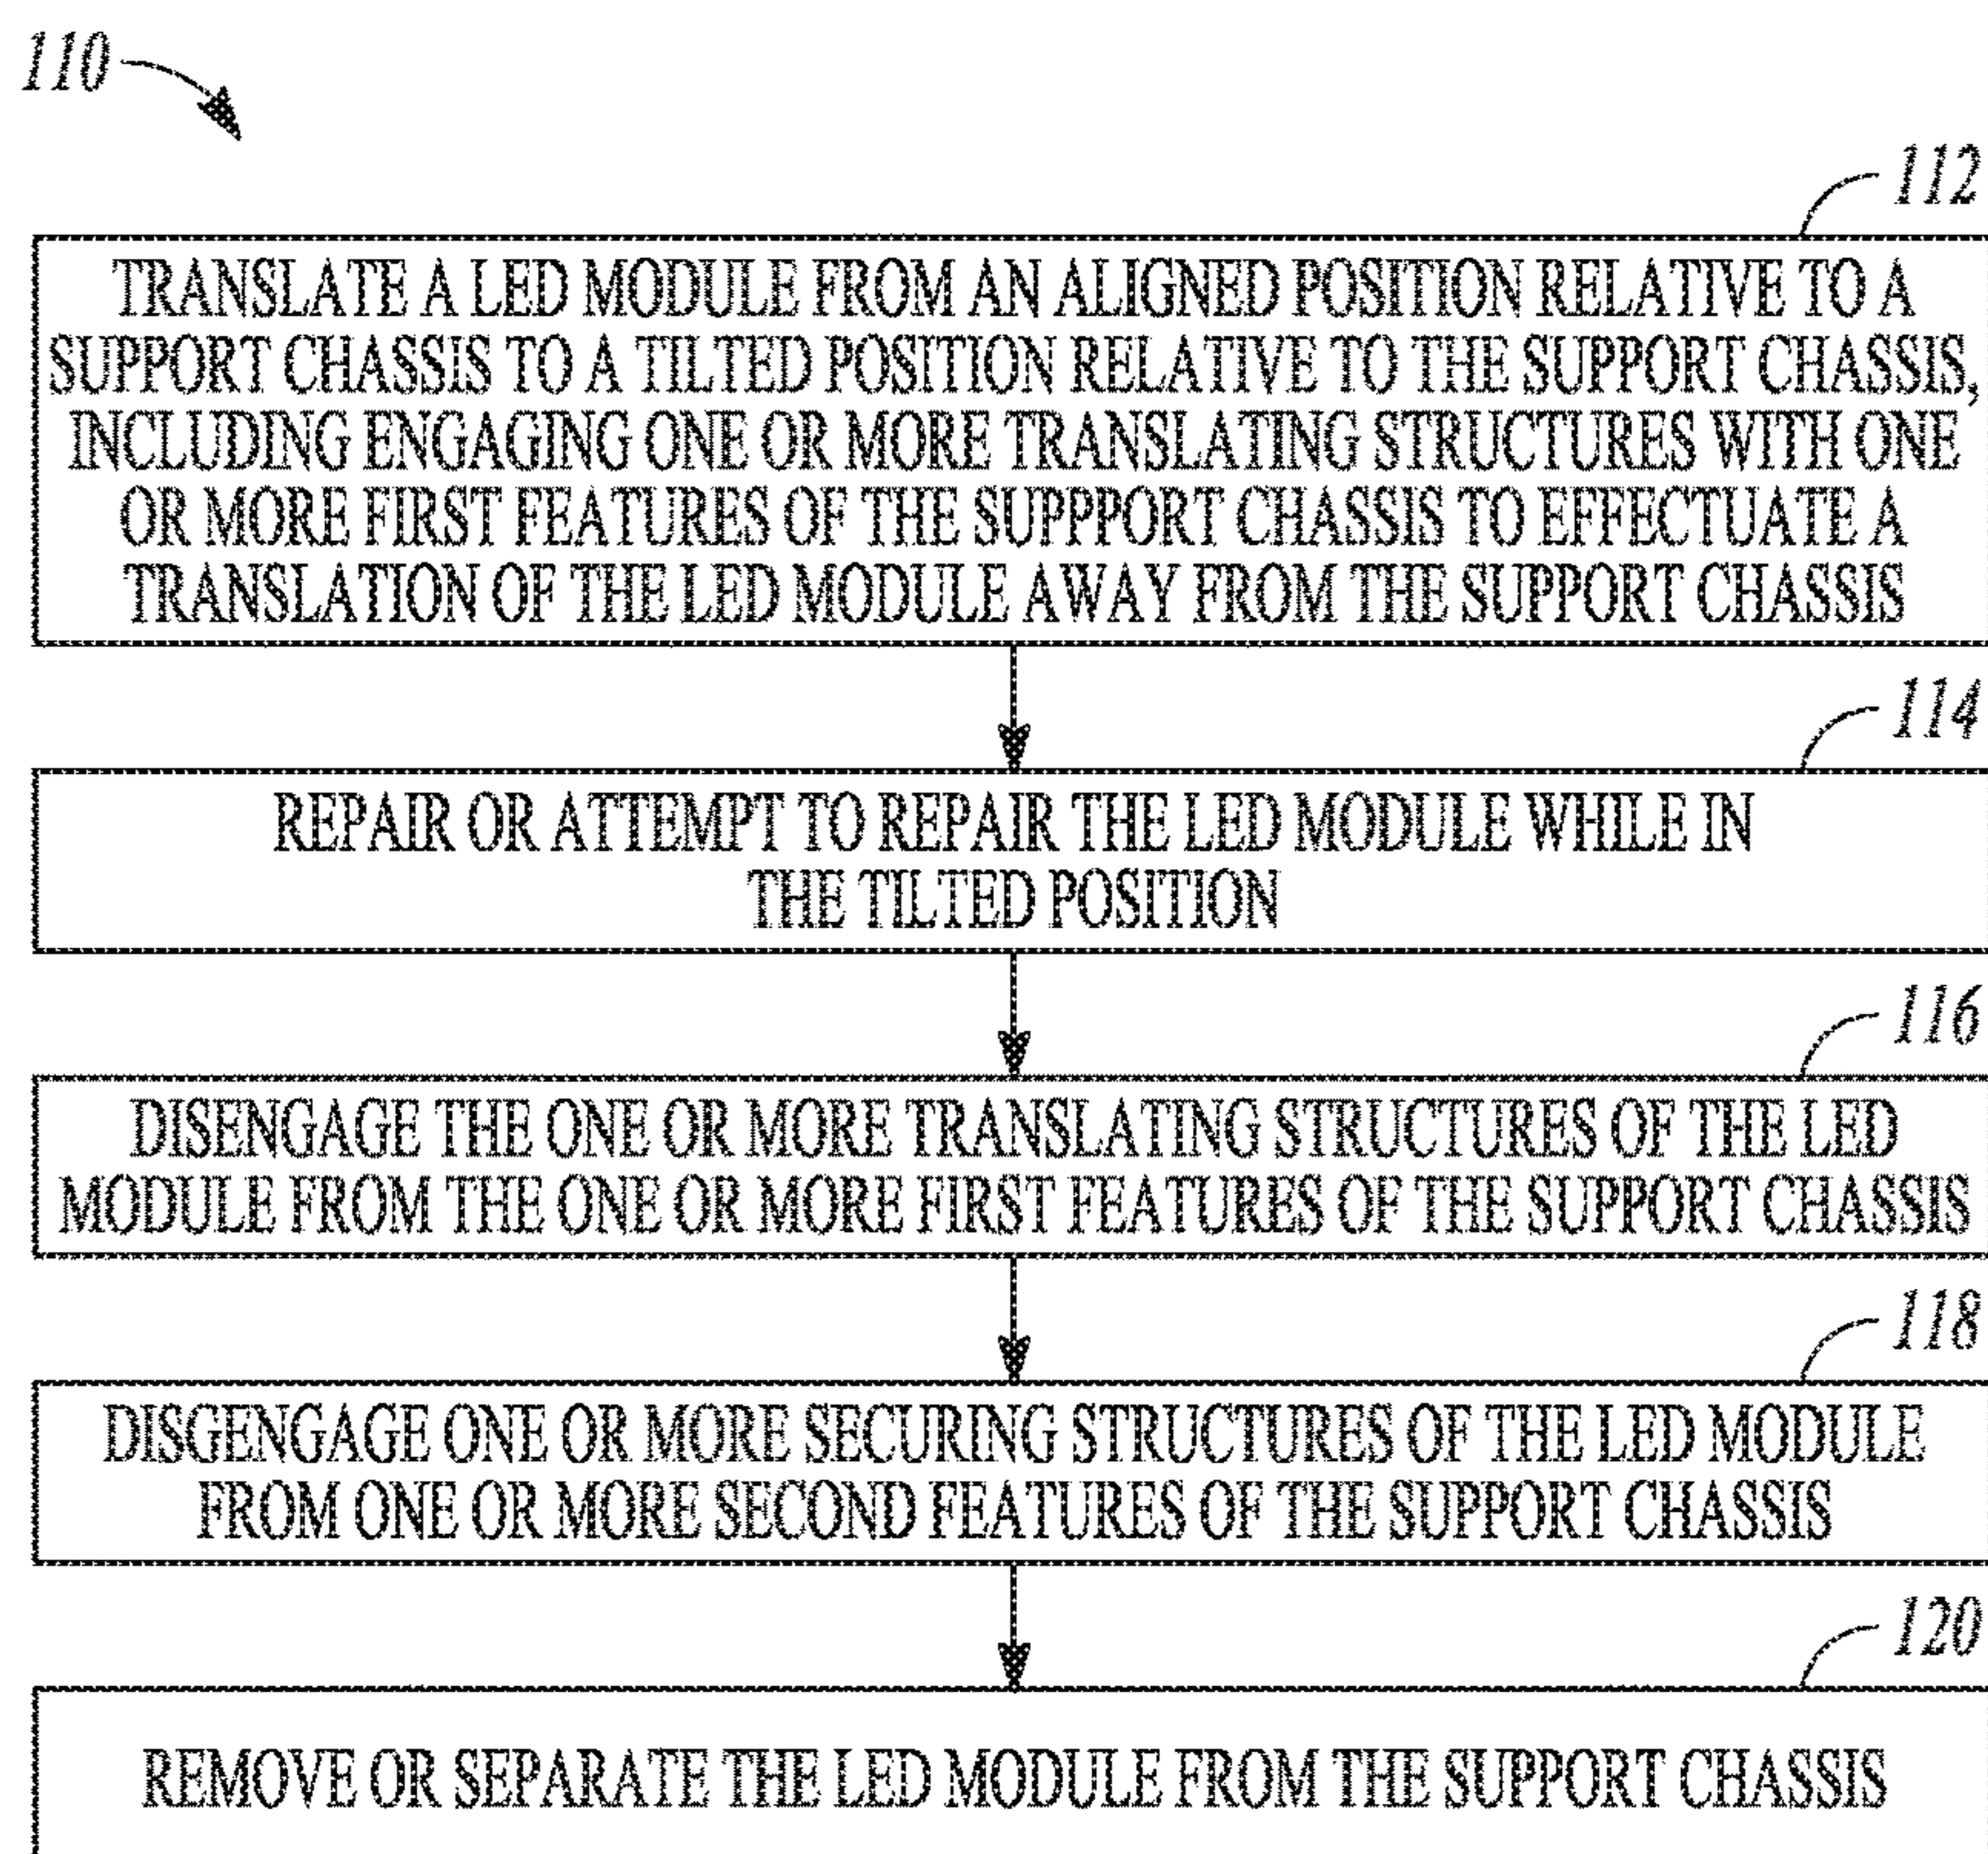 110
112
TRANSLATE A LED MODULE FROM AN ALIGNED POSITION RELATIVE TO A
SUPPORT CHASSIS TO A TILTED POSITION RELATIVE TO THE SUPPORT CHASSIS,
INCLUDING ENGAGING ONE OR MORE TRANSLATING STRUCTURES WITH ONE
OR MORE FIRST FEATURES OF THE SUPPPORT CHASSIS TO EFFECTUATE A
TRANSLATION OF THE LED MODULE AWAY FROM THE SUPPORT CHASSIS
114
REPAIR OR ATTEMPT TO REPAIR THE LED MODULE WHILE IN
THE TILTED POSITION
116
DISENGAGE THE ONE OR MORE TRANSLATING STRUCTURES OF THE LED
MODULE FROM THE ONE OR MORE FIRST FEATURES OF THE SUPPORT CHASSIS
118
DISGENGAGE ONE OR MORE SECURING STRUCTURES OF THE LED MODULE
FROM ONE OR MORE SECOND FEATURES OF THE SUPPORT CHASSIS
120
REMOVE OR SEPARATE THE LED MODULE FROM THE SUPPORT CHASSIS